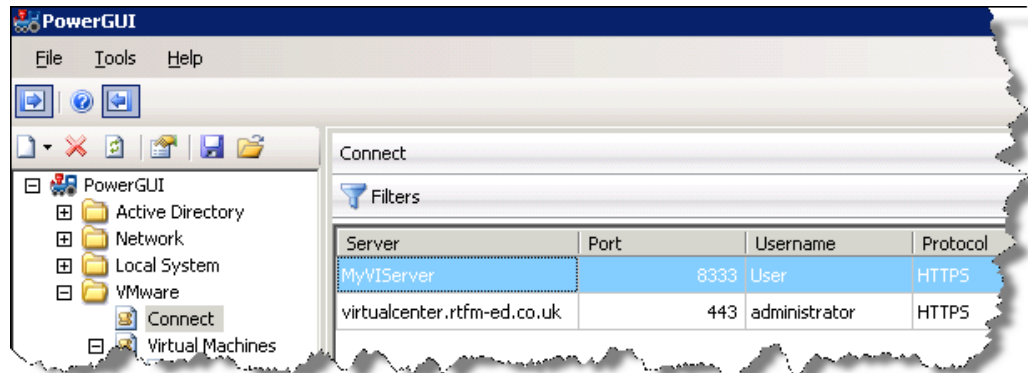 PowerGUI
File Tools Help
Connect
PowerGUI
Filters
Active Directory
Network
Local System
VMware
Connect
Virtual Machines
Server Port Username Protocol
MyVIServer 8333 User HTTPS
virtualcenter.rtfm-ed.co.uk 443 administrator HTTPS